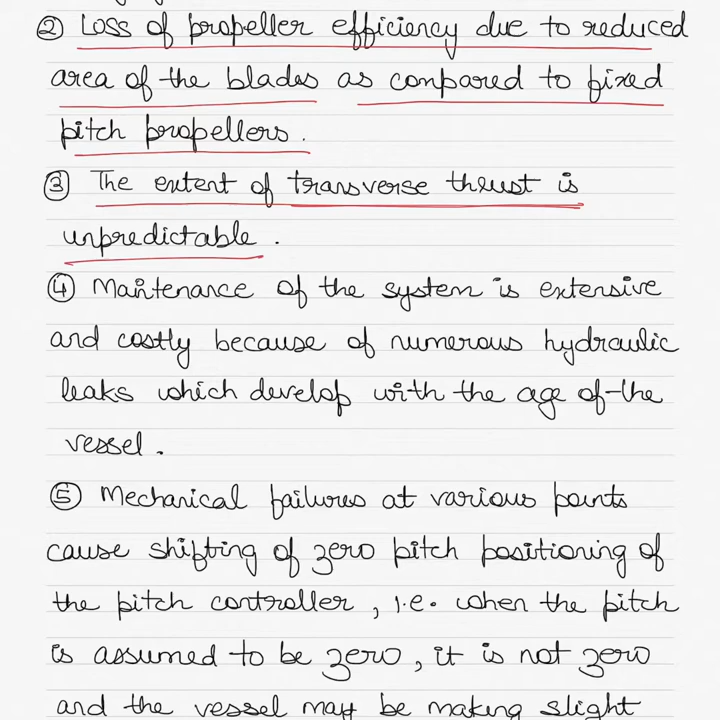 ② Loss of propeller efficiency due to reduced
area of the blades as compared to fixed
pitch propellers.
③ The extent of transverse thrust is
unpredictable.
④ Maintenance of the system is extensive
and costly because of numerous hydraulic
leaks which develop with the age of the
vessel.
⑤ Mechanical failures at various points
cause shifting of zero pitch positioning of
the pitch controller, i.e. when the pitch
is assumed to be zero, it is not zero
and the vessel may be making slight